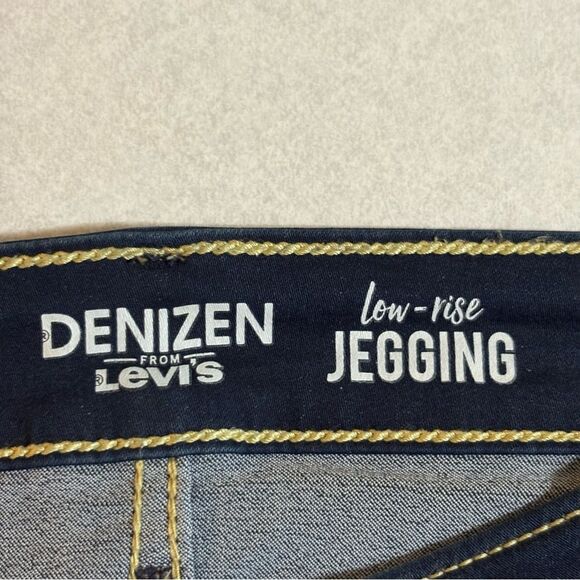 ®DENIZEN
FROM
®Levi's
Low-rise
JEGGING